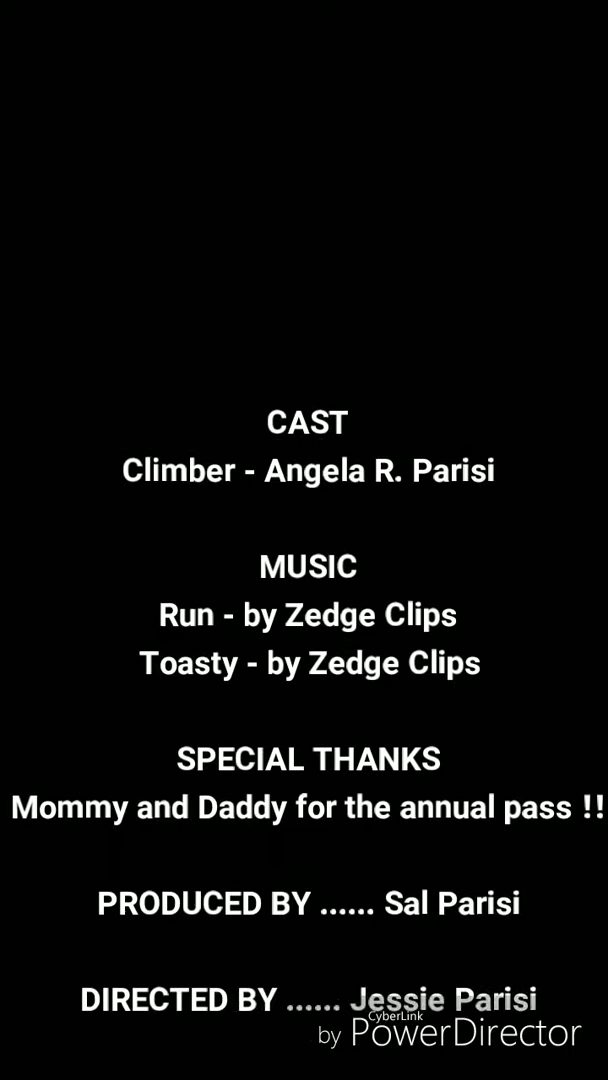 CAST
Climber - Angela R. Parisi
MUSIC
Run - by Zedge Clips
Toasty - by Zedge Clips
SPECIAL THANKS
Mommy and Daddy for the annual pass !!
PRODUCED BY ...... Sal Parisi
DIRECTED BY ...... Jessie Parisi
CyberLink
by PowerDirector